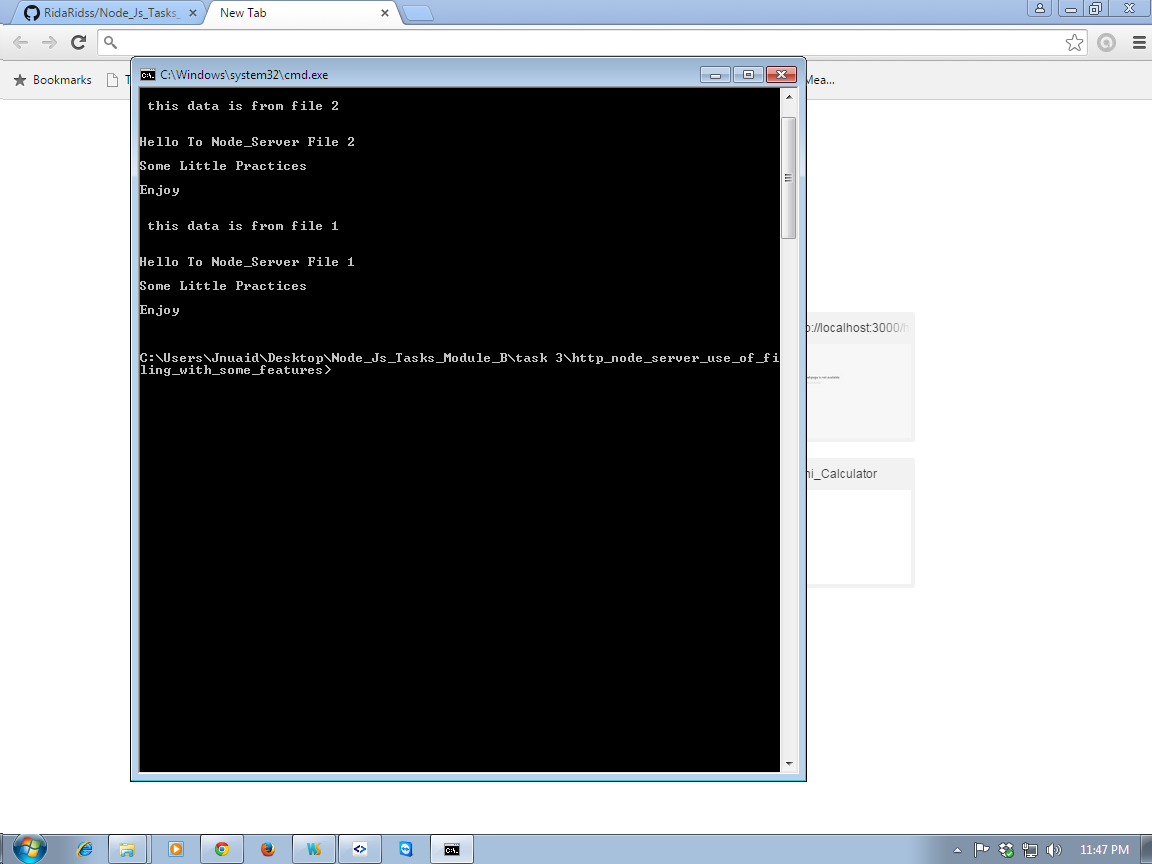 RidaRidss/Node_Js_Tasks_
New Tab
Bookmarks
C:\Windows\system32\cmd.exe
this data is from file 2
Hello To Node_Server File 2
Some Little Practices
Enjoy
this data is from file 1
Hello To Node_Server File 1
Some Little Practices
Enjoy
C:\Users\Jnuaid\Desktop\Node_Js_Tasks_Module_B\task 3\http_node_server_use_of_fi
ling_with_some_features>
Mea...
p://localhost:3000/h
ni_Calculator
11:47 PM